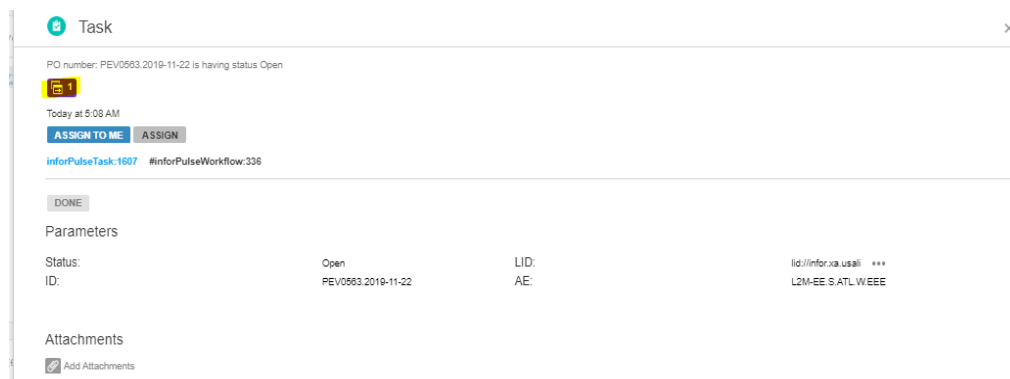 Task
PO number: PEV0563.2019-11-22 is having status Open
1
Today at 5:08 AM
ASSIGN TO ME ASSIGN
inforPulseTask:1607 #inforPulseWorkflow:336
DONE
Parameters
Status: Open LID: lid://infor.xa.usali •••
ID: PEV0563.2019-11-22 AE: L2M-EE.S.ATL.W.EEE
Attachments
Add Attachments